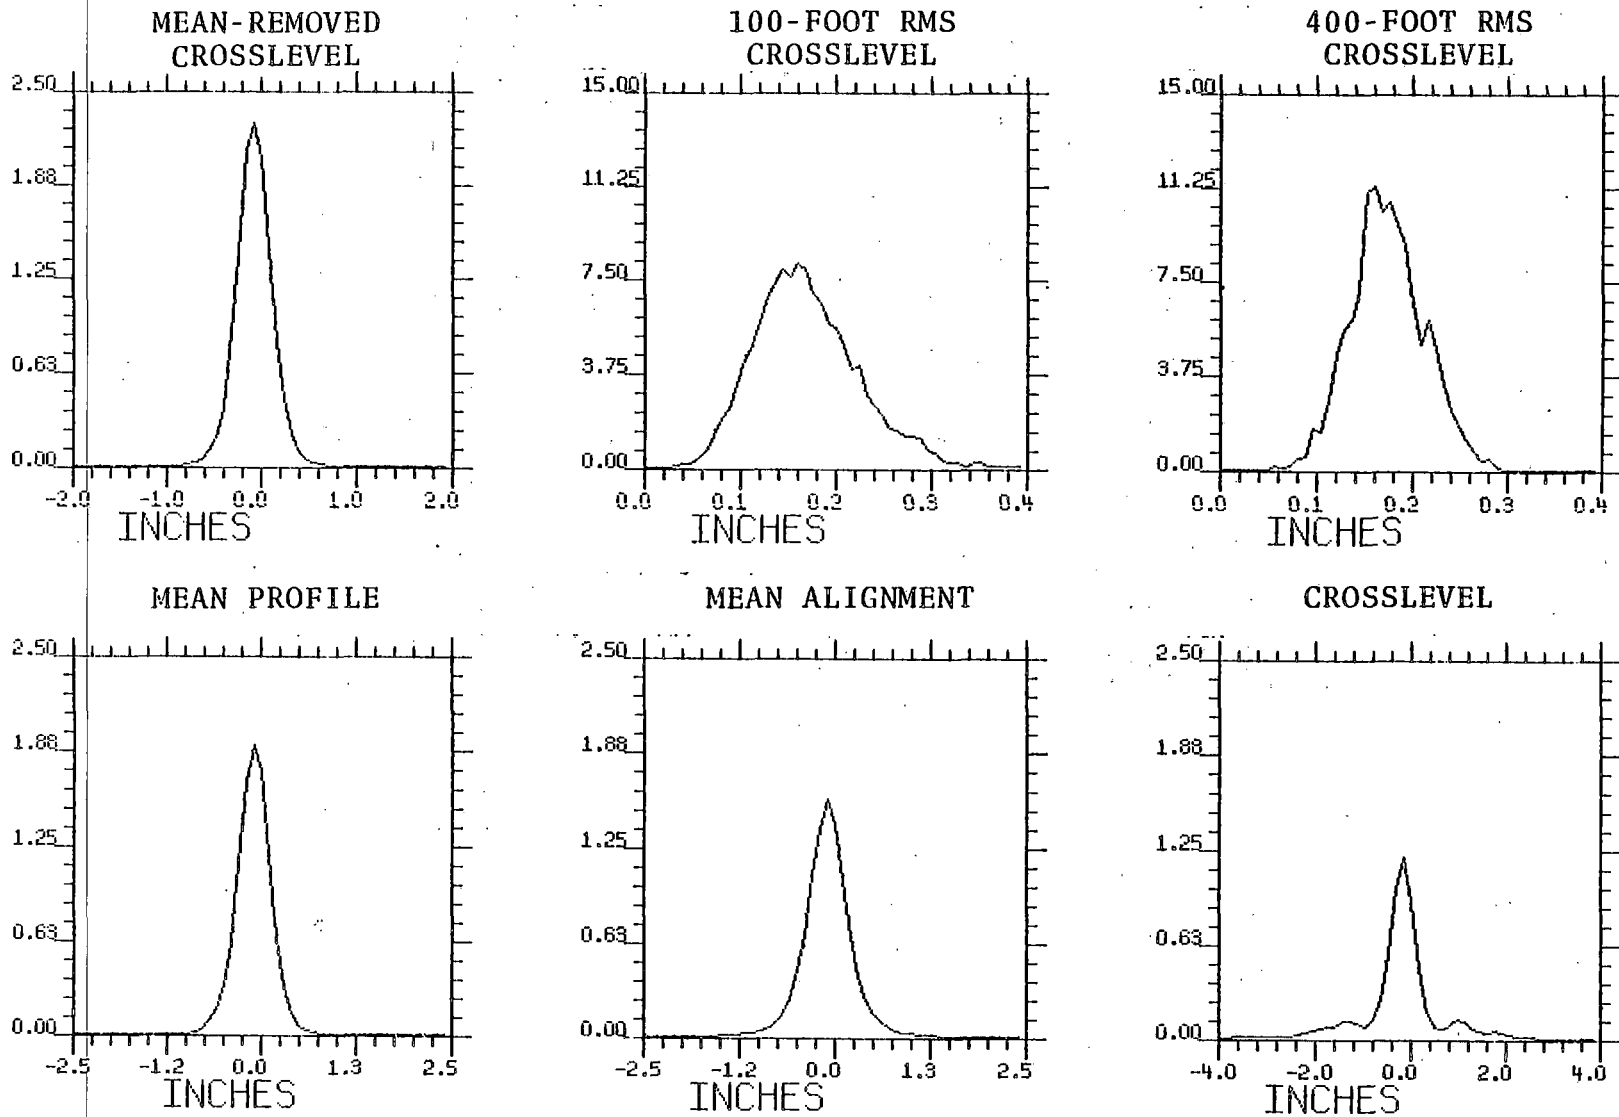 MEAN-REMOVED
CROSSLEVEL
2.50
1.88
1.25
0.63
0.00
-2.0 -1.0 0.0 1.0 2.0
INCHES
100-FOOT RMS
CROSSLEVEL
15.00
11.25
7.50
3.75
0.00
0.0 0.1 0.2 0.3 0.4
INCHES
400-FOOT RMS
CROSSLEVEL
15.00
11.25
7.50
3.75
0.00
0.0 0.1 0.2 0.3 0.4
INCHES
MEAN PROFILE
2.50
1.88
1.25
0.63
0.00
-2.5 -1.2 0.0 1.3 2.5
INCHES
MEAN ALIGNMENT
2.50
1.88
1.25
0.63
0.00
-2.5 -1.2 0.0 1.3 2.5
INCHES
CROSSLEVEL
2.50
1.88
1.25
0.63
0.00
-4.0 -2.0 0.0 2.0 4.0
INCHES